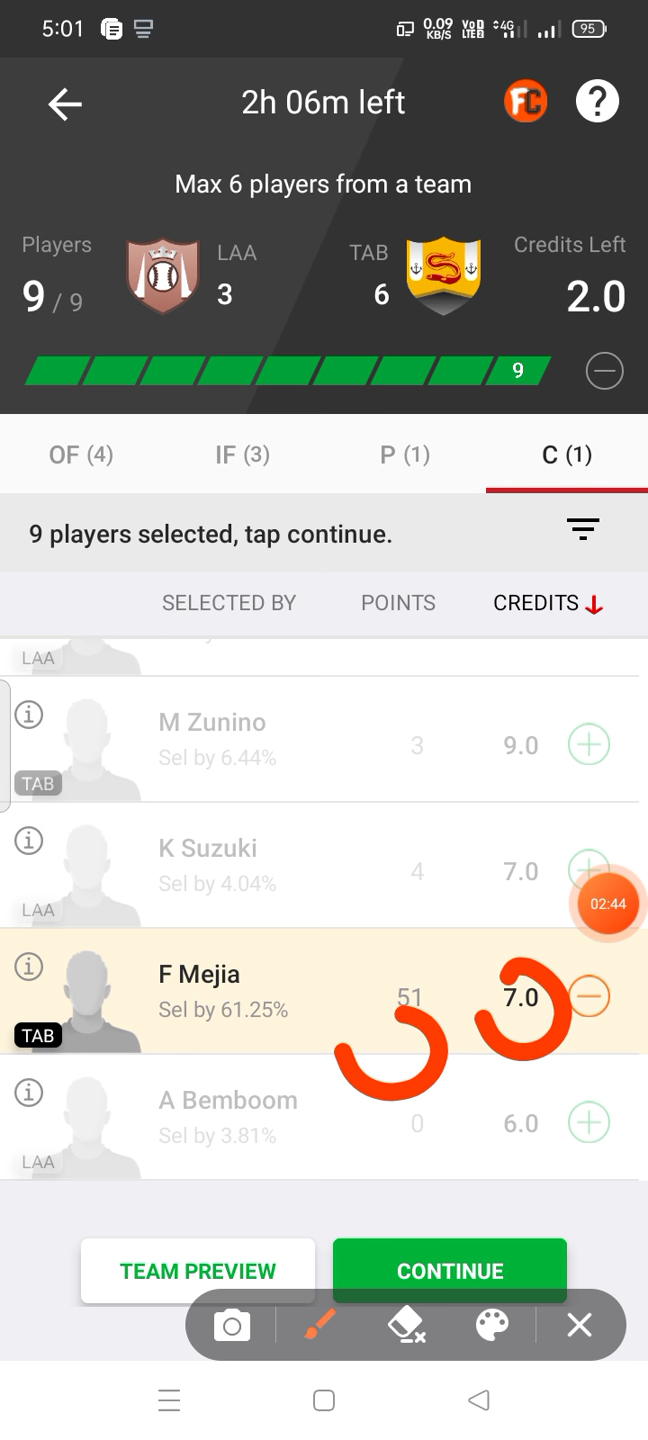 5:01 0.09 KB/S VoD LTED 4G 95
2h 06m left FC ?
Max 6 players from a team
Players LAA TAB Credits Left
9 / 9 3 6 2.0
9
OF (4) IF (3) P (1) C (1)
9 players selected, tap continue.
SELECTED BY POINTS CREDITS
LAA
M Zunino
Sel by 6.44% 3 9.0
TAB
K Suzuki
Sel by 4.04% 4 7.0
LAA
02:44
F Mejia
Sel by 61.25% 51 7.0
TAB
A Bemboom
Sel by 3.81% 0 6.0
LAA
TEAM PREVIEW CONTINUE